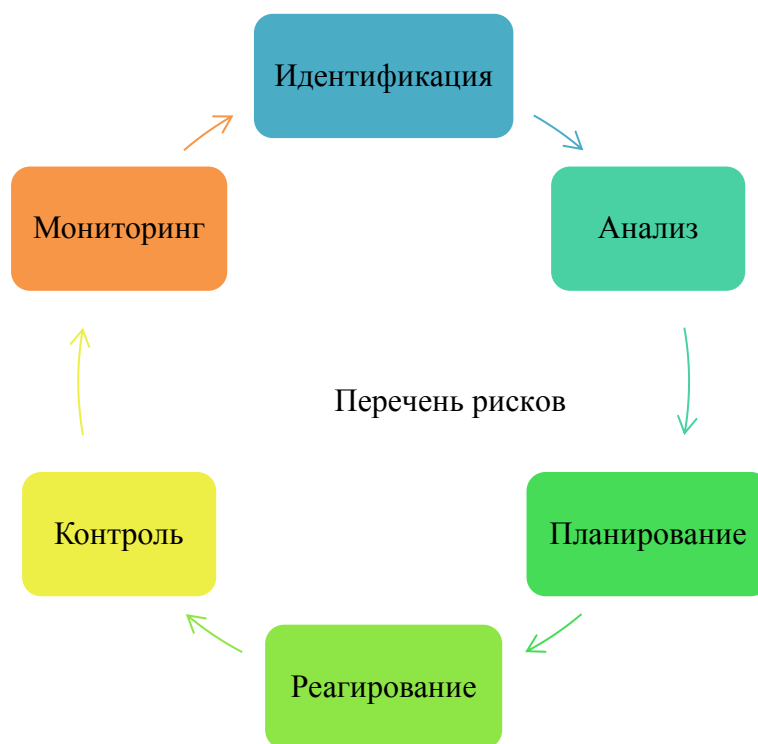 Идентификация
Анализ
Планирование
Реагирование
Контроль
Мониторинг
Перечень рисков